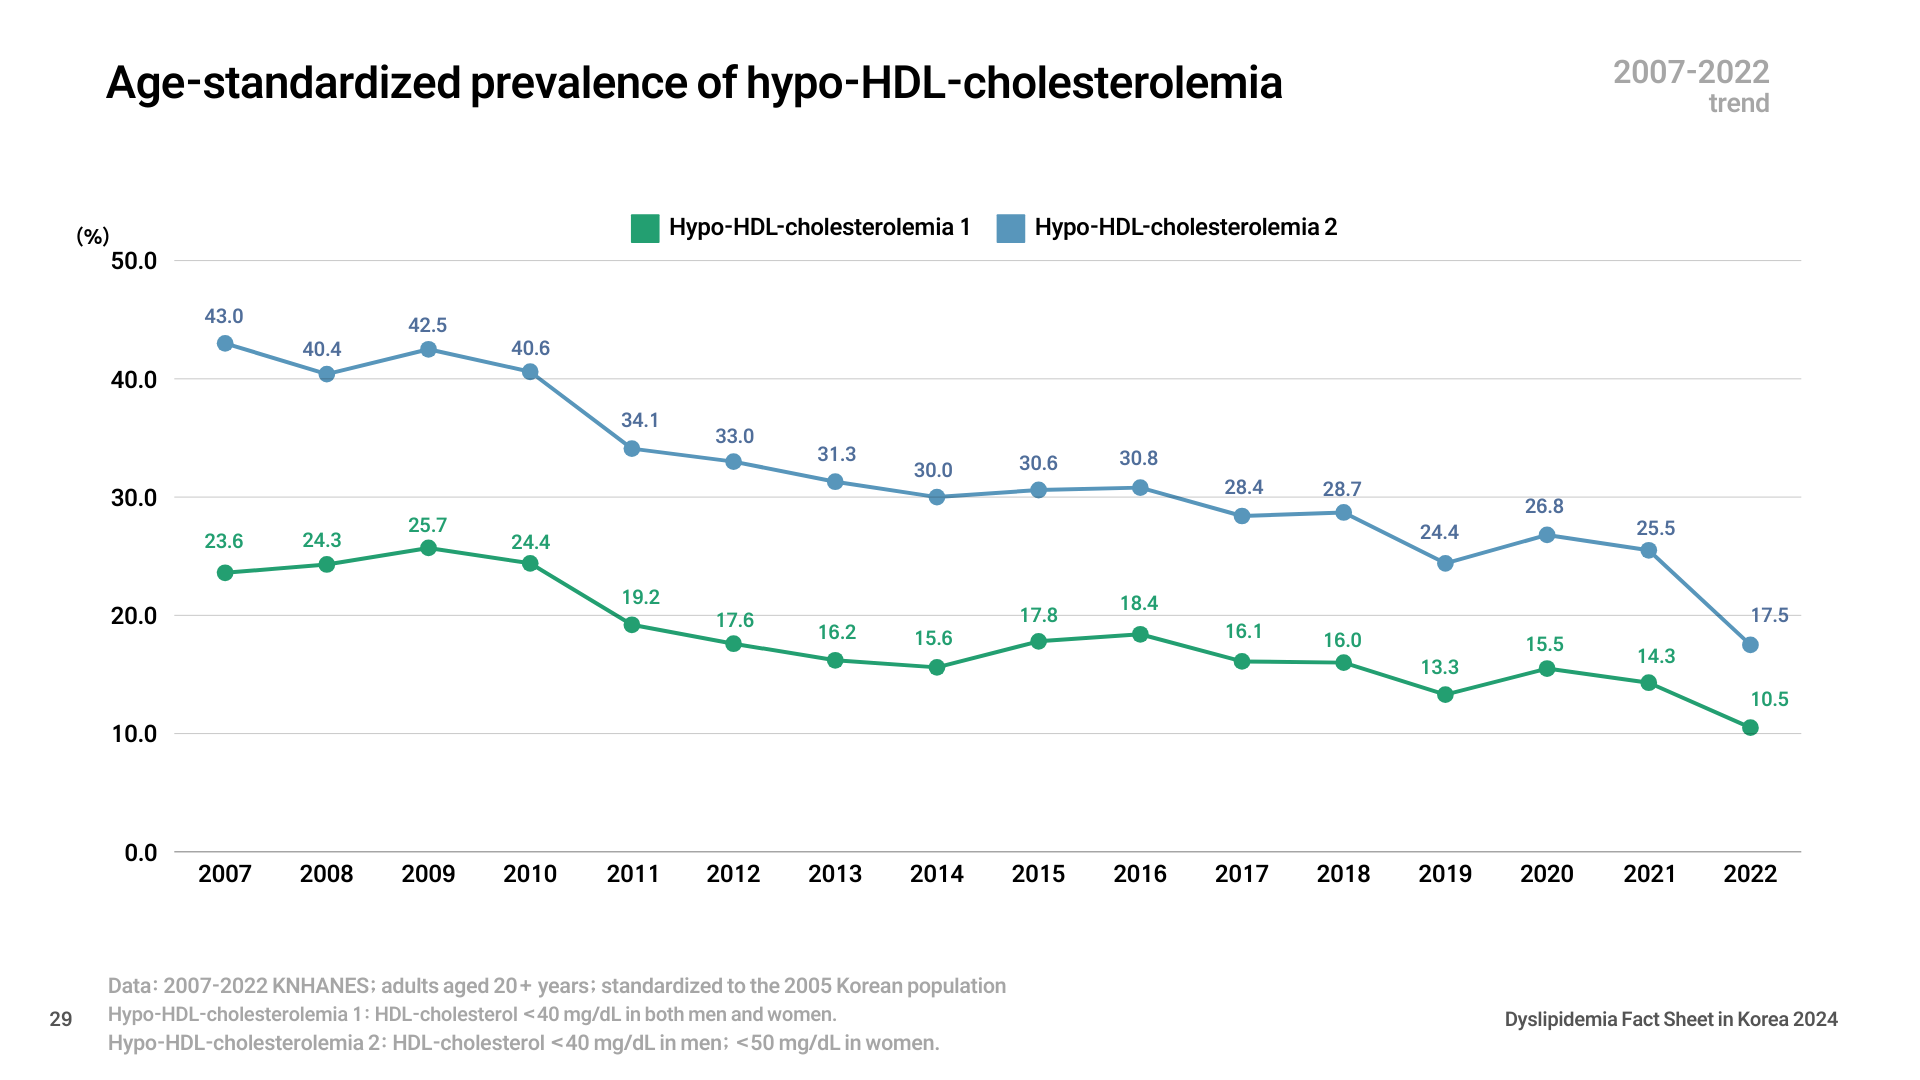 Age-standardized prevalence of hypo-HDL-cholesterolemia
2007-2022
trend
Hypo-HDL-cholesterolemia 1 Hypo-HDL-cholesterolemia 2
(%)
50.0
40.0
30.0
20.0
10.0
0.0
43.0 40.4 42.5 40.6 34.1 33.0 31.3 30.0 30.6 30.8 28.4 28.7 24.4 26.8 25.5 17.5
23.6 24.3 25.7 24.4 19.2 17.6 16.2 15.6 17.8 18.4 16.1 16.0 13.3 15.5 14.3 10.5
2007 2008 2009 2010 2011 2012 2013 2014 2015 2016 2017 2018 2019 2020 2021 2022
Data: 2007-2022 KNHANES; adults aged 20+ years; standardized to the 2005 Korean population
Hypo-HDL-cholesterolemia 1: HDL-cholesterol <40 mg/dL in both men and women.
Hypo-HDL-cholesterolemia 2: HDL-cholesterol <40 mg/dL in men; <50 mg/dL in women.
29
Dyslipidemia Fact Sheet in Korea 2024